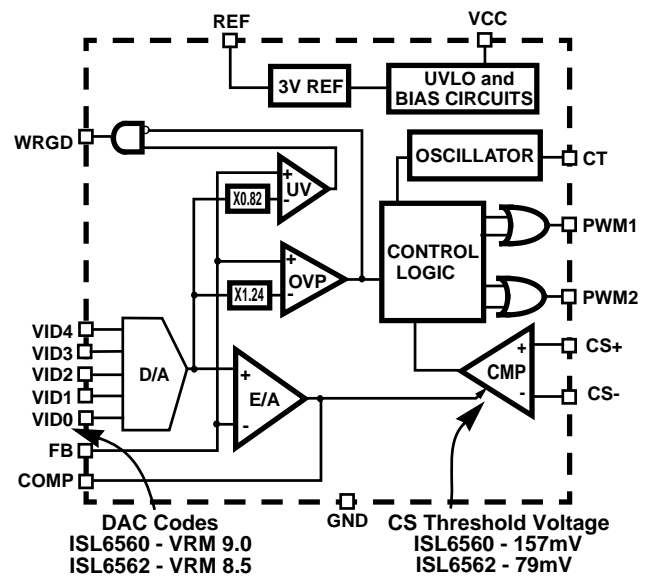 REF
VCC
3V REF
UVLO and
BIAS CIRCUITS
WRGD
OSCILLATOR
CT
+
UV
-
X0.82
PWM1
CONTROL
LOGIC
+
OVP
-
X1.24
PWM2
VID4
VID3
VID2
VID1
VID0
D/A
+
E/A
-
+
CMP
-
CS+
CS-
FB
COMP
GND
DAC Codes
ISL6560 - VRM 9.0
ISL6562 - VRM 8.5
CS Threshold Voltage
ISL6560 - 157mV
ISL6562 - 79mV